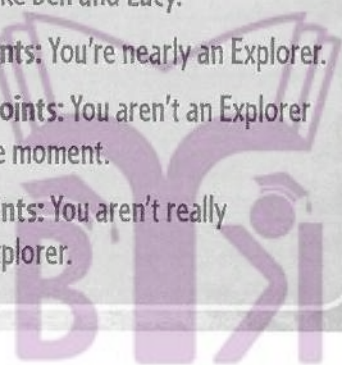 ke Ben and Lucy.
nts: You're nearly an Explorer.
oints: You aren't an Explorer
e moment.
nts: You aren't really
plorer.